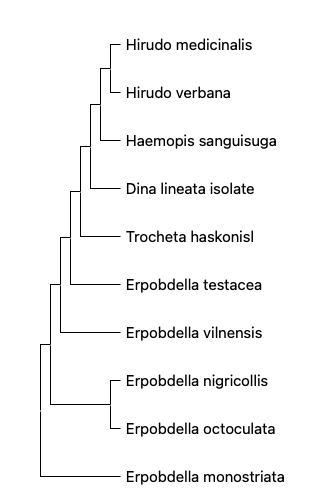 Hirudo medicinalis
Hirudo verbana
Haemopis sanguisuga
Dina lineata isolate
Trocheta haskonisl
Erpobdella testacea
Erpobdella vilnensis
Erpobdella nigricollis
Erpobdella octoculata
Erpobdella monostriata